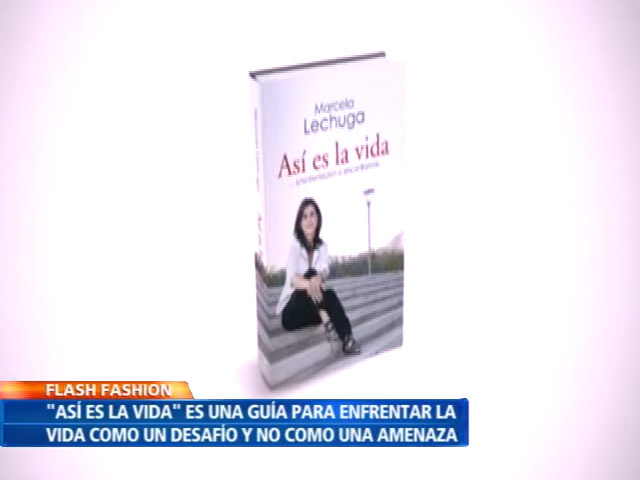 Marcela
Lechuga
Así es la vida
FLASH FASHION
"ASÍ ES LA VIDA" ES UNA GUÍA PARA ENFRENTAR LA
VIDA COMO UN DESAFÍO Y NO COMO UNA AMENAZA